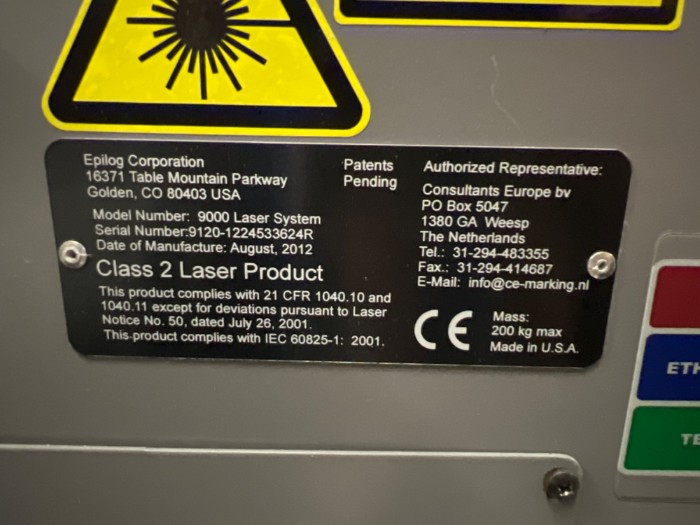 Epilog Corporation
16371 Table Mountain Parkway
Golden, CO 80403 USA
Model Number: 9000 Laser System
Serial Number:9120-1224533624R
Date of Manufacture: August, 2012
Class 2 Laser Product
This product complies with 21 CFR 1040.10 and
1040.11 except for deviations pursuant to Laser
Notice No. 50, dated July 26, 2001.
This product complies with IEC 60825-1: 2001.
Patents
Pending
Authorized Representative:
Consultants Europe bv
PO Box 5047
1380 GA Weesp
The Netherlands
Tel.: 31-294-483355
Fax.: 31-294-414687
E-Mail: info@ce-marking.nl
CE
Mass:
200 kg max
Made in U.S.A.